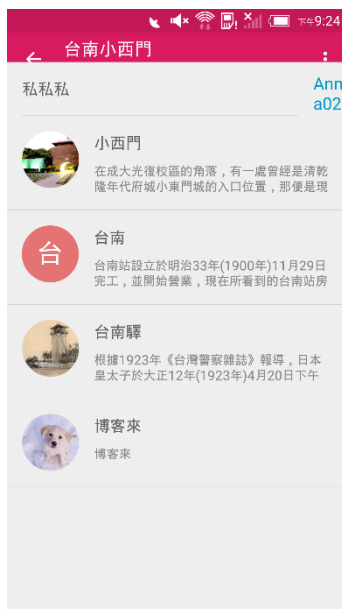 下午9:24
台南小西門
私私私
Ann
a02
小西門
在成大光復校區的角落，有一處曾經是清乾
隆年代府城小東門城的入口位置，那便是現
台
台南
台南站設立於明治33年(1900年)11月29日
完工，並開始營業，現在所看到的台南站房
台南驛
根據1923年《台灣警察雜誌》報導，日本
皇太子於大正12年(1923年)4月20日下午
博客來
博客來